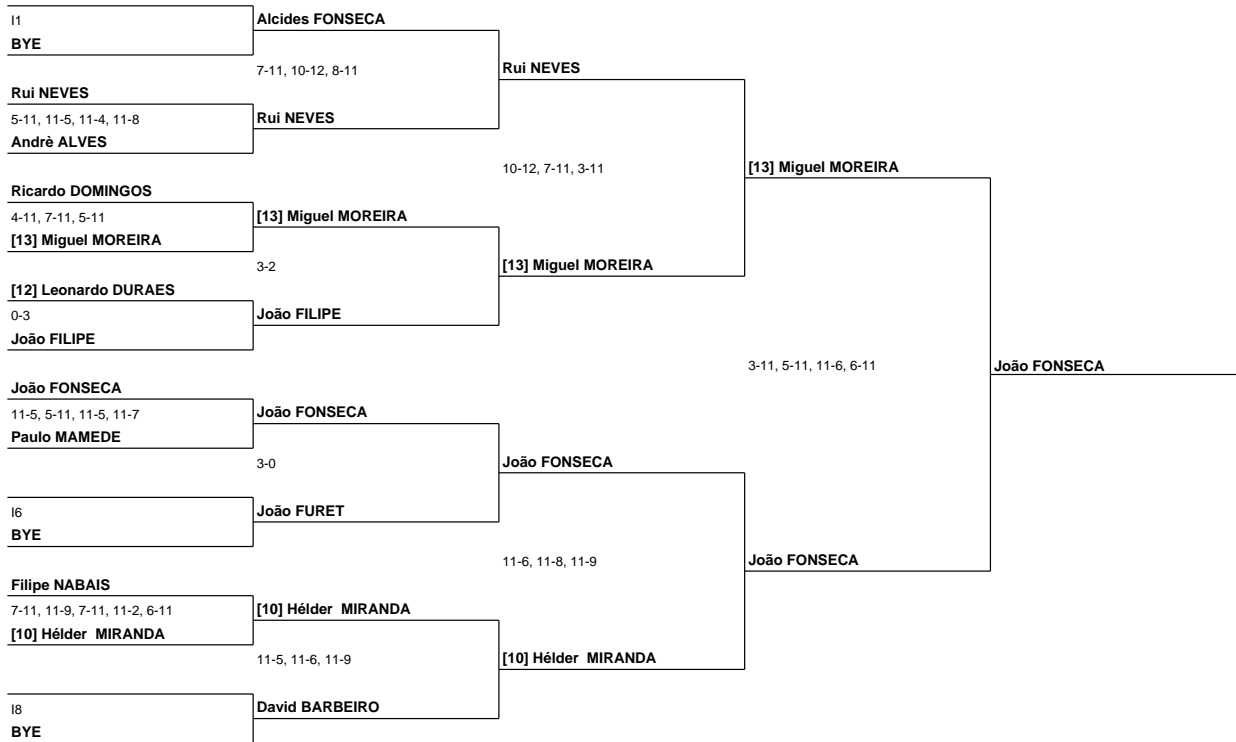 I1
BYE
Rui NEVES
5-11, 11-5, 11-4, 11-8
Andrè ALVES
Ricardo DOMINGOS
4-11, 7-11, 5-11
[13] Miguel MOREIRA
[12] Leonardo DURAES
0-3
João FILIPE
João FONSECA
11-5, 5-11, 11-5, 11-7
Paulo MAMEDE
I6
BYE
Filipe NABAIS
7-11, 11-9, 7-11, 11-2, 6-11
[10] Hélder  MIRANDA
I8
BYE
Alcides FONSECA
7-11, 10-12, 8-11
Rui NEVES
[13] Miguel MOREIRA
3-2
João FILIPE
João FONSECA
3-0
João FURET
[10] Hélder  MIRANDA
11-5, 11-6, 11-9
David BARBEIRO
Rui NEVES
10-12, 7-11, 3-11
[13] Miguel MOREIRA
João FONSECA
11-6, 11-8, 11-9
[10] Hélder  MIRANDA
[13] Miguel MOREIRA
3-11, 5-11, 11-6, 6-11
João FONSECA
João FONSECA